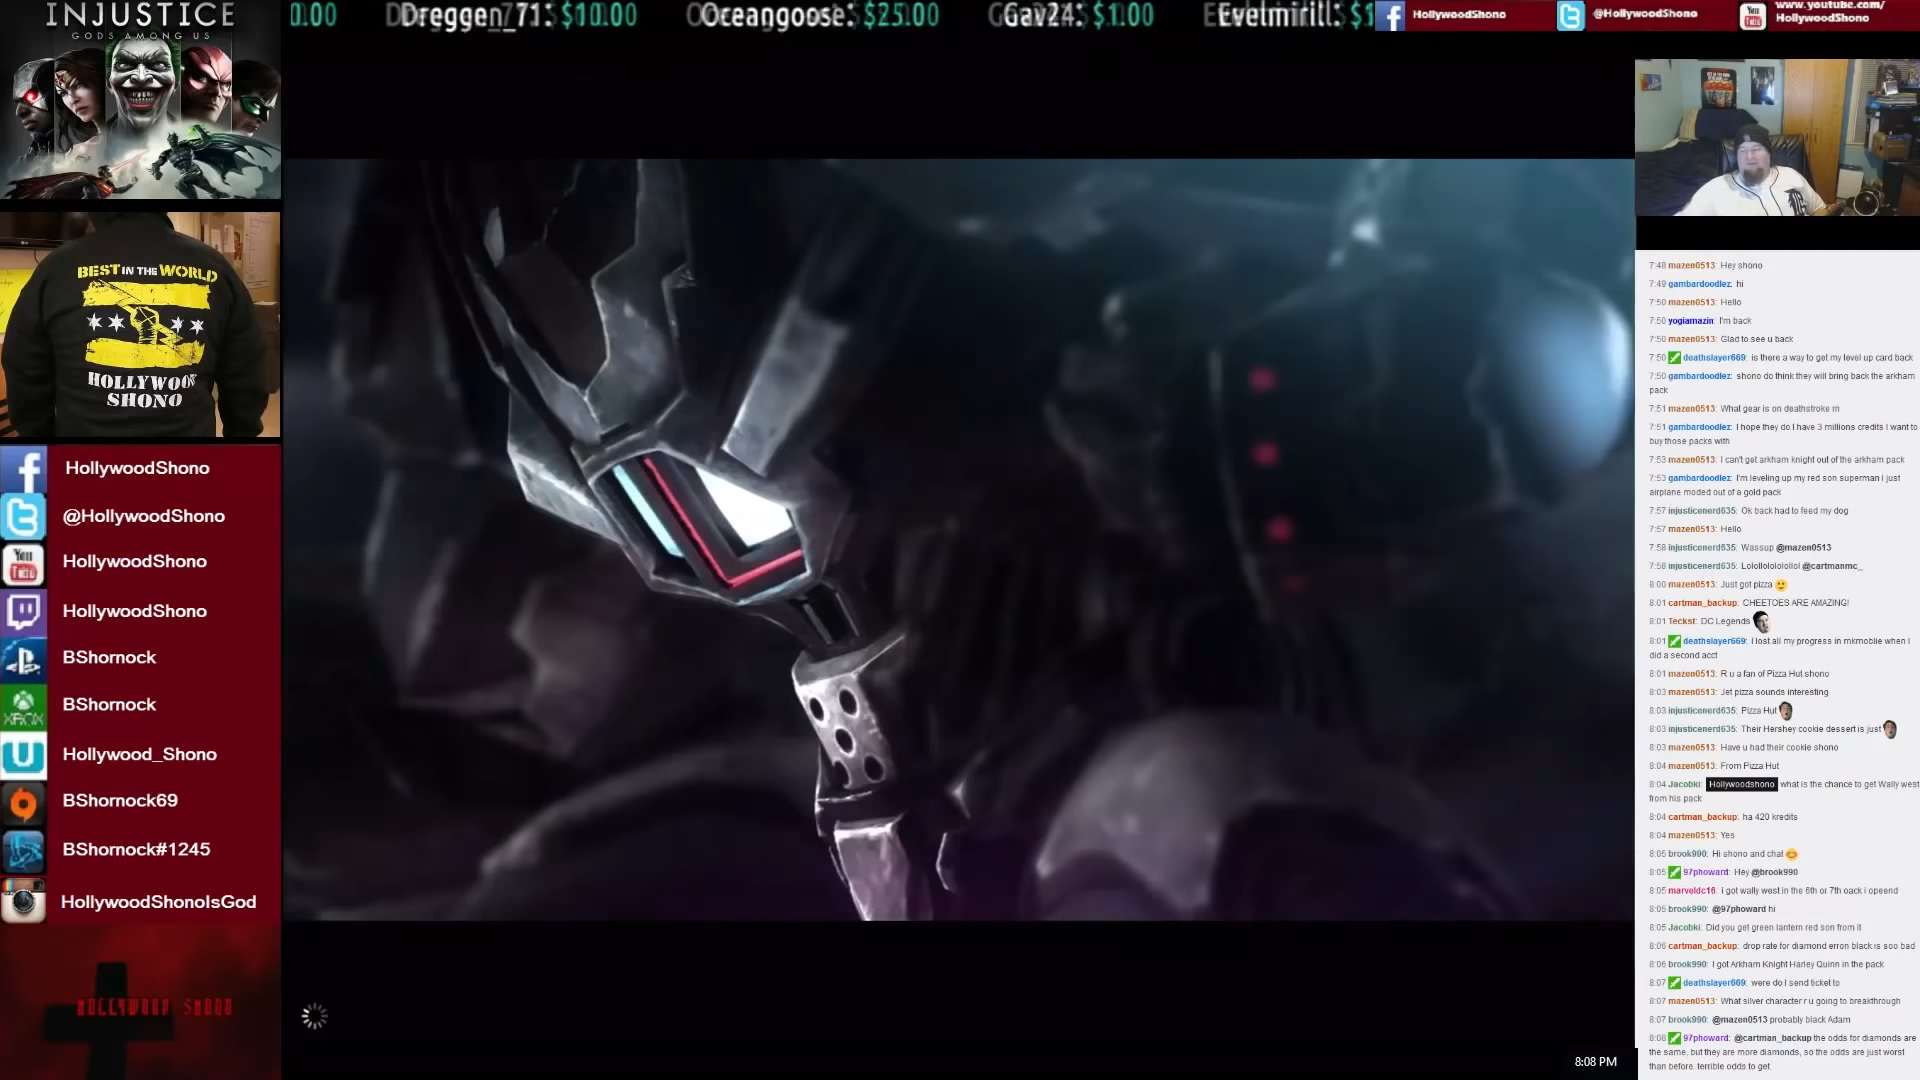 INJUSTICE
GODS AMONG US
0.00 Dreggen_71: $10.00 Oceangoose: $25.00 Gav24: $1.00 Evelmirill: $1
HollywoodShono
@HollywoodShono
www.youtube.com/
HollywoodShono
BEST IN THE WORLD
HOLLYWOOD
SHONO
HollywoodShono
@HollywoodShono
HollywoodShono
HollywoodShono
BShornock
BShornock
Hollywood_Shono
BShornock69
BShornock#1245
HollywoodShonoIsGod
HOLLYWOOD SHONO
7:48 mazen0513: Hey shono
7:49 gambardoodlez: hi
7:50 mazen0513: Hello
7:50 yogiamazin: I'm back
7:50 mazen0513: Glad to see u back
7:50 deathslayer669: is there a way to get my level up card back
7:50 gambardoodlez: shono do think they will bring back the arkham
pack
7:51 mazen0513: What gear is on deathstroke rn
7:51 gambardoodlez: I hope they do I have 3 millions credits I want to
buy those packs with
7:53 mazen0513: I can't get arkham knight out of the arkham pack
7:53 gambardoodlez: I'm leveling up my red son superman I just
airplane moded out of a gold pack
7:57 injusticenerd635: Ok back had to feed my dog
7:57 mazen0513: Hello
7:58 injusticenerd635: Wassup @mazen0513
7:58 injusticenerd635: Lolollolololollol @cartmanmc_
8:00 mazen0513: Just got pizza
8:01 cartman_backup: CHEETOES ARE AMAZING!
8:01 Teckst: DC Legends
8:01 deathslayer669: I lost all my progress in mkmoblie when I
did a second acct
8:01 mazen0513: R u a fan of Pizza Hut shono
8:03 mazen0513: Jet pizza sounds interesting
8:03 injusticenerd635: Pizza Hut
8:03 injusticenerd635: Their Hershey cookie dessert is just
8:03 mazen0513: Have u had their cookie shono
8:04 mazen0513: From Pizza Hut
8:04 Jacobki: Hollywoodshono what is the chance to get Wally west
from his pack
8:04 cartman_backup: ha 420 kredits
8:04 mazen0513: Yes
8:05 brook990: Hi shono and chat
8:05 97phoward: Hey @brook990
8:05 marveldc16: i got wally west in the 6th or 7th oack i opeend
8:05 brook990: @97phoward hi
8:05 Jacobki: Did you get green lantern red son from it
8:06 cartman_backup: drop rate for diamond erron black is soo bad
8:06 brook990: I got Arkham Knight Harley Quinn in the pack
8:07 deathslayer669: were do I send ticket to
8:07 mazen0513: What silver character r u going to breakthrough
8:07 brook990: @mazen0513 probably black Adam
8:08 97phoward: @cartman_backup the odds for diamonds are
the same, but they are more diamonds, so the odds are just worst
than before. terrible odds to get
8:08 PM